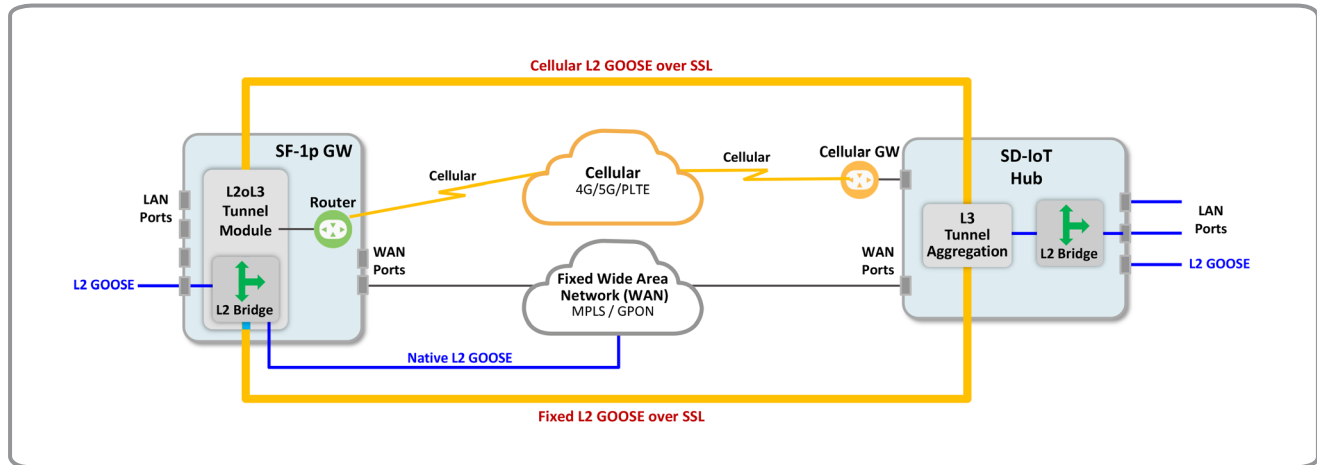 Cellular L2 GOOSE over SSL
SF-1p GW
LAN
Ports
L2oL3
Tunnel
Module
Router
Cellular
Cellular
4G/5G/PLTE
Cellular
Cellular GW
SD-IoT
Hub
WAN
Ports
L2 GOOSE
L2 Bridge
Fixed Wide Area
Network (WAN)
MPLS / GPON
WAN
Ports
L3
Tunnel
Aggregation
L2 Bridge
LAN
Ports
L2 GOOSE
Native L2 GOOSE
Fixed L2 GOOSE over SSL